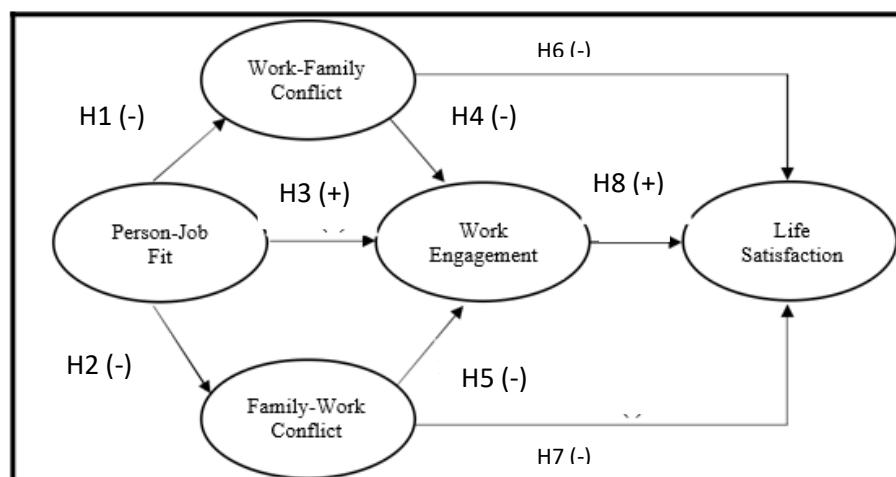 H6 (-)
Work-Family
Conflict
H1 (-)
H4 (-)
H3 (+)
H8 (+)
Person-Job
Fit
Work
Engagement
Life
Satisfaction
H2 (-)
H5 (-)
Family-Work
Conflict
H7 (-)